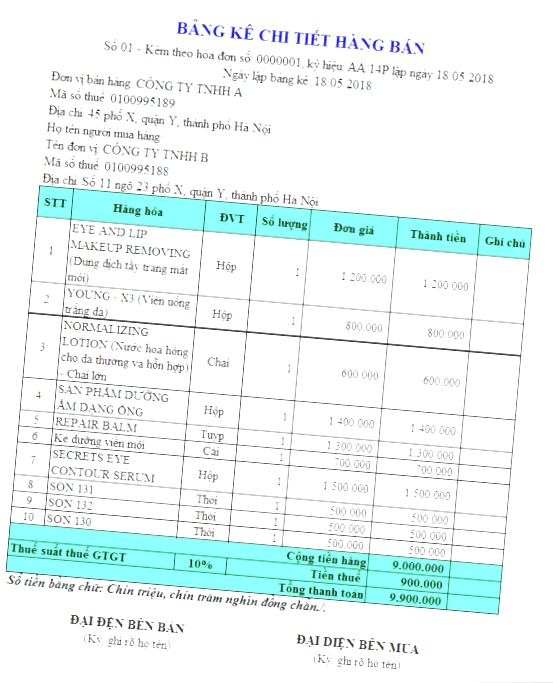 BẢNG KÊ CHI TIẾT HÀNG BÁN
Số 01 - Kèm theo hóa đơn số 0000001, ký hiệu AA 14P lập ngày 18 05 2018
Ngày lập bảng kê 18 05 2018
Đơn vị bán hàng CÔNG TY TNHH A
Mã số thuế 0100995189
Địa chỉ 45 phố X, quận Y, thành phố Hà Nội
Họ tên người mua hàng
Tên đơn vị CÔNG TY TNHH B
Mã số thuế 0100995188
Địa chỉ Số 11 ngõ 23 phố X, quận Y, thành phố Hà Nội
STT Hàng hóa ĐVT Số lượng Đơn giá Thành tiền Ghi chú
EYE AND LIP
MAKEUP REMOVING
(Dung dịch tẩy trang mắt
môi)
1 Hộp 1 1 200 000 1 200 000
YOUNG - X3 (Viên uống
trắng da)
2 Hộp 1 800.000 800.000
NORMALIZING
LOTION (Nước hoa hồng
cho da thường và hỗn hợp)
- Chai lớn
3 Chai 1 600 000 600.000
SẢN PHẨM DƯỠNG
ẨM DẠNG ỐNG
4 Hộp 1 1 400 000 1 400 000
5 REPAIR BALM Tuýp 1 1 300 000 1 300 000
6 Kẻ đường viền môi Cái 1 700 000 700 000
SECRETS EYE
CONTOUR SERUM
7 Hộp 1 1 500 000 1 500 000
8 SON 131 Thỏi 1 500 000 500 000
9 SON 132 Thỏi 1 500 000 500 000
10 SON 130 Thỏi 1 500 000 500 000
Cộng tiền hàng 9.000.000
Thuế suất thuế GTGT 10% Tiền thuế 900.000
Tổng thanh toán 9.900.000
Số tiền bằng chữ: Chín triệu, chín trăm nghìn đồng chẵn./.
ĐẠI ĐỆN BÊN BÁN
(Ký, ghi rõ họ tên)
ĐẠI DIỆN BÊN MUA
(Ký, ghi rõ họ tên)